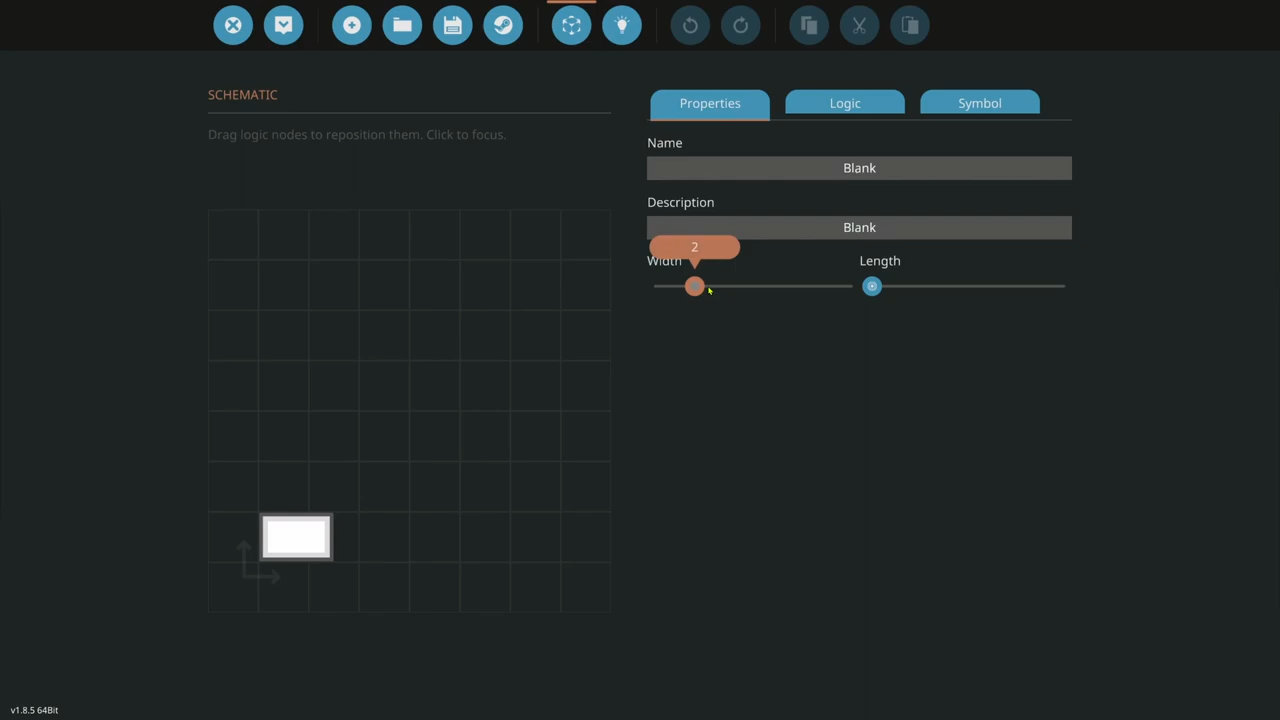 SCHEMATIC
Drag logic nodes to reposition them. Click to focus.
Properties
Logic
Symbol
Name
Blank
Description
Blank
2
Width
Length
v1.8.5 64Bit